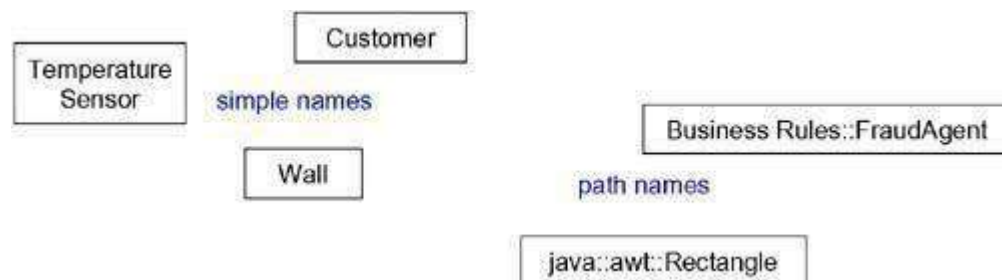 Customer
Temperature
Sensor
simple names
Business Rules::FraudAgent
Wall
path names
java::awt::Rectangle